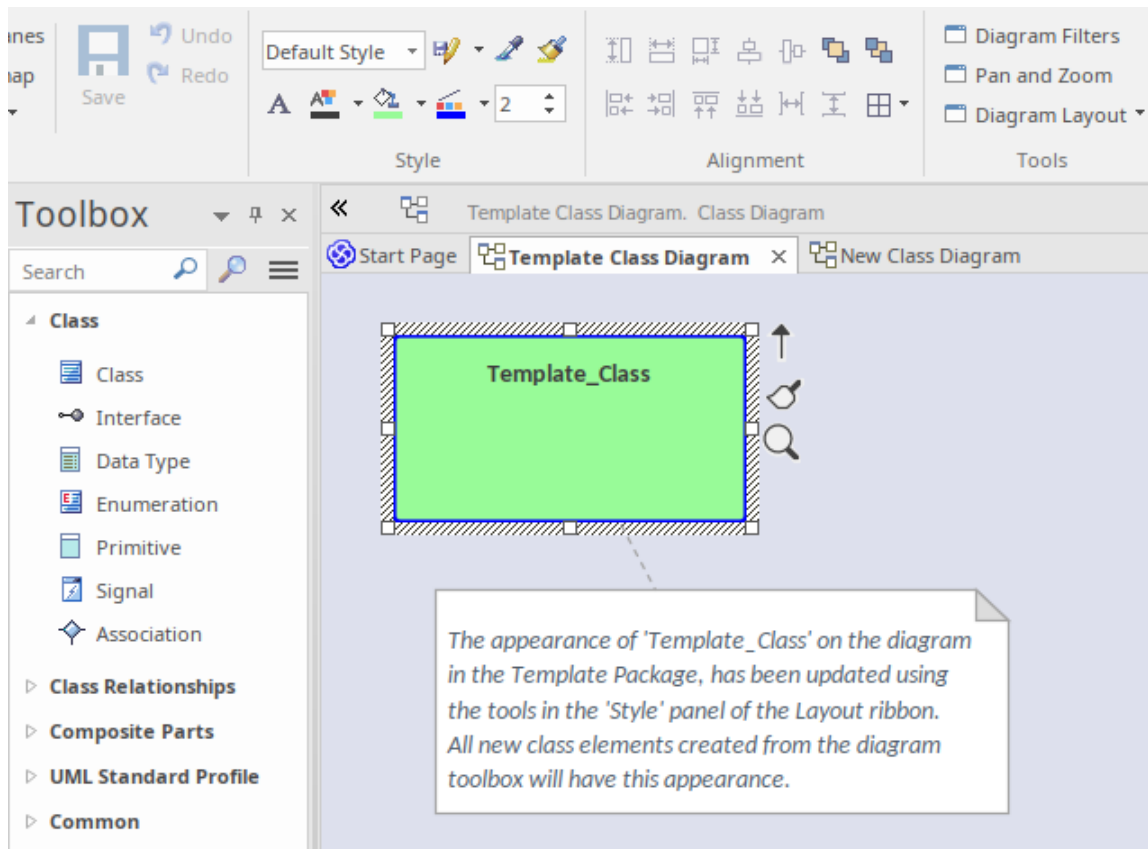 anes
Undo
Default Style
Diagram Filters
ap
Redo
Pan and Zoom
Save
A
2
Diagram Layout
Style
Alignment
Tools
Toolbox
Template Class Diagram. Class Diagram
Search
Start Page
Template Class Diagram
New Class Diagram
Class
Class
Interface
Data Type
Enumeration
Primitive
Signal
Association
Class Relationships
Composite Parts
UML Standard Profile
Common
Template_Class
The appearance of 'Template_Class' on the diagram
in the Template Package, has been updated using
the tools in the 'Style' panel of the Layout ribbon.
All new class elements created from the diagram
toolbox will have this appearance.